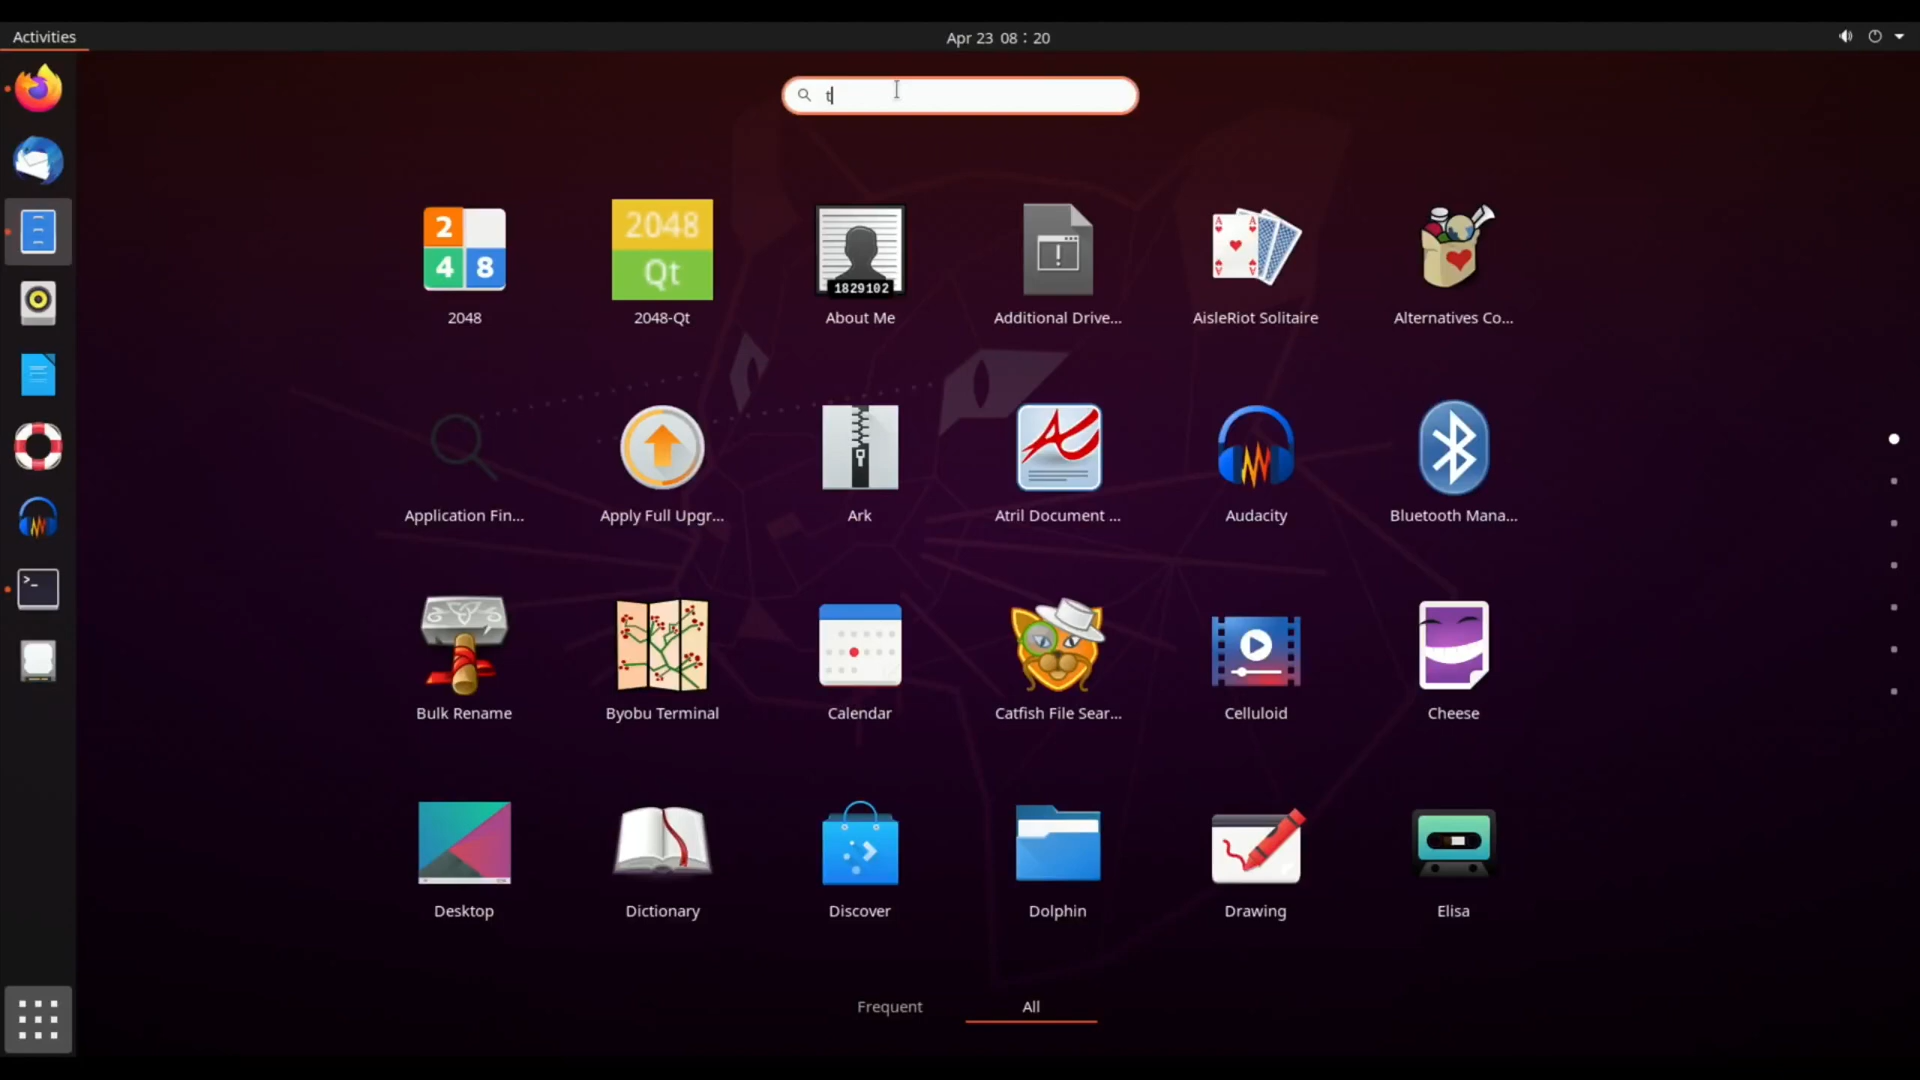 Activities
Apr 23 08 : 20
t
2 4 8
2048 Qt
1829102
2048
2048-Qt
About Me
Additional Drive...
AisleRiot Solitaire
Alternatives Co...
Application Fin...
Apply Full Upgr...
Ark
Atril Document ...
Audacity
Bluetooth Mana...
Bulk Rename
Byobu Terminal
Calendar
Catfish File Sear...
Celluloid
Cheese
Desktop
Dictionary
Discover
Dolphin
Drawing
Elisa
Frequent
All